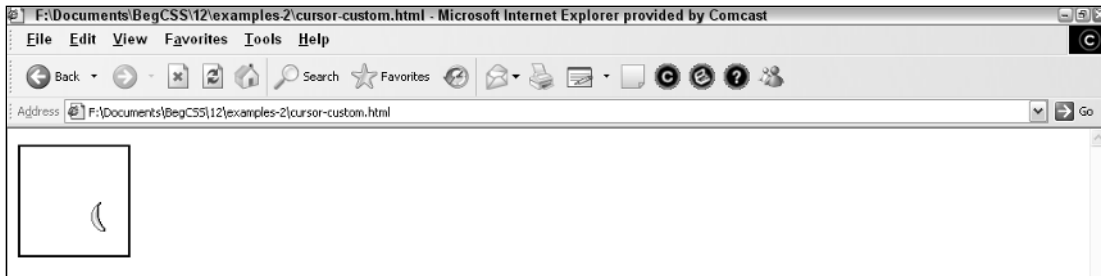 F:\Documents\BegCSS\12\examples-2\cursor-custom.html - Microsoft Internet Explorer provided by Comcast
File Edit View Favorites Tools Help
Back Search Favorites
Address F:\Documents\BegCSS\12\examples-2\cursor-custom.html Go